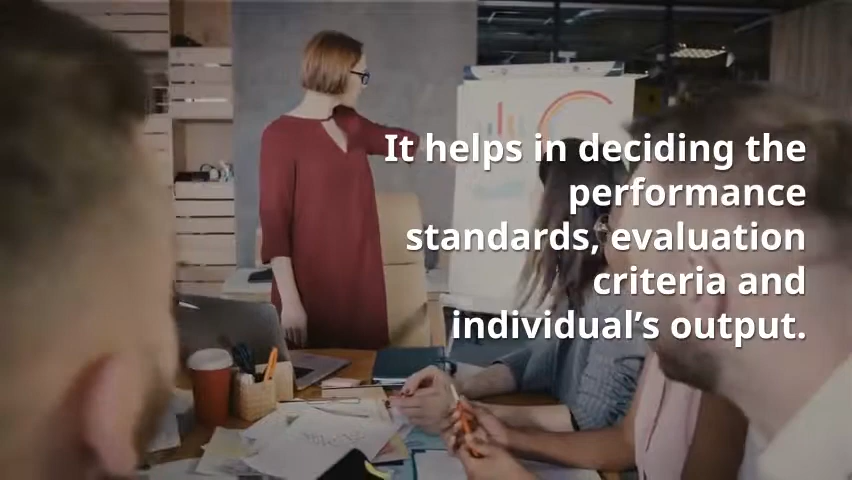 It helps in deciding the
performance
standards, evaluation
criteria and
individual’s output.